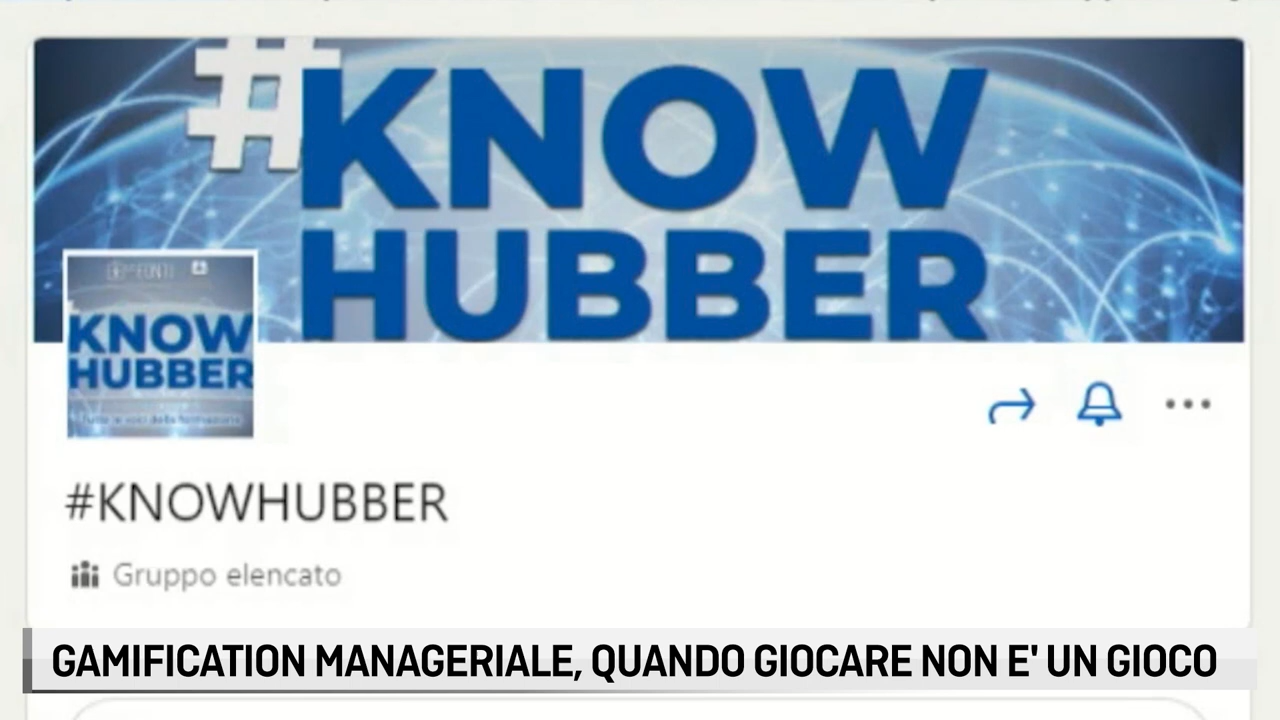 #KNOW
HUBBER
KNOW
HUBBER
#KNOWHUBBER
Gruppo elencato
GAMIFICATION MANAGERIALE, QUANDO GIOCARE NON E' UN GIOCO